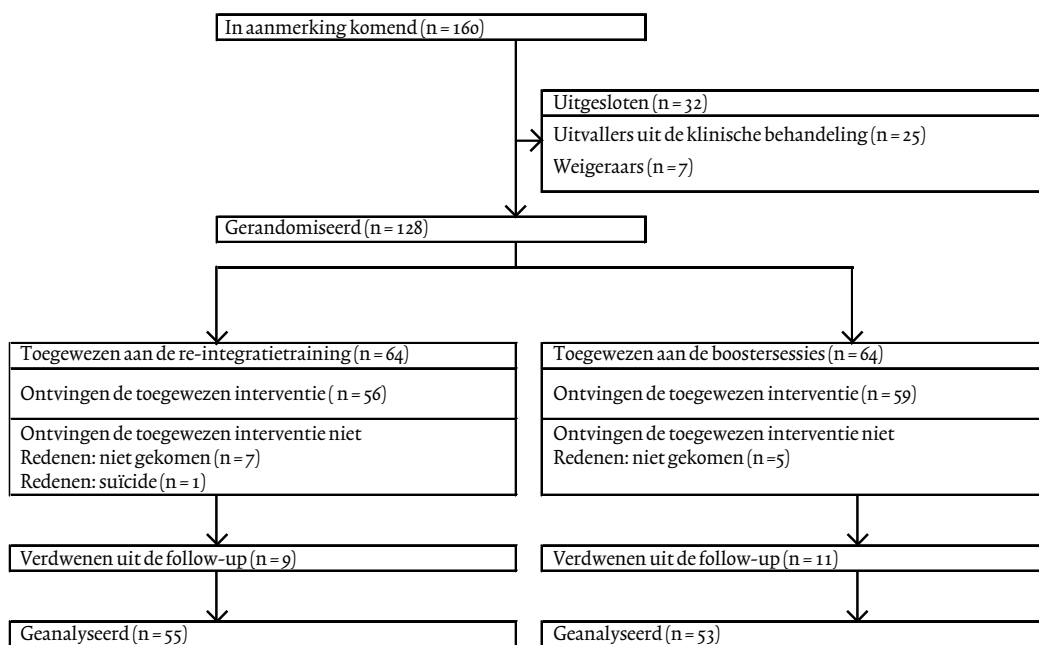 In aanmerking komend (n = 160)
Uitgesloten (n = 32)
Uitvallers uit de klinische behandeling (n = 25)
Weigeraars (n = 7)
Gerandomiseerd (n = 128)
Toegewezen aan de re-integratietraining (n = 64)
Ontvingen de toegewezen interventie ( n = 56)
Ontvingen de toegewezen interventie niet
Redenen: niet gekomen (n = 7)
Redenen: suïcide (n = 1)
Toegewezen aan de boostersessies (n = 64)
Ontvingen de toegewezen interventie (n = 59)
Ontvingen de toegewezen interventie niet
Redenen: niet gekomen (n =5)
Verdwenen uit de follow-up (n = 9)
Verdwenen uit de follow-up (n = 11)
Geanalyseerd (n = 55)
Geanalyseerd (n = 53)